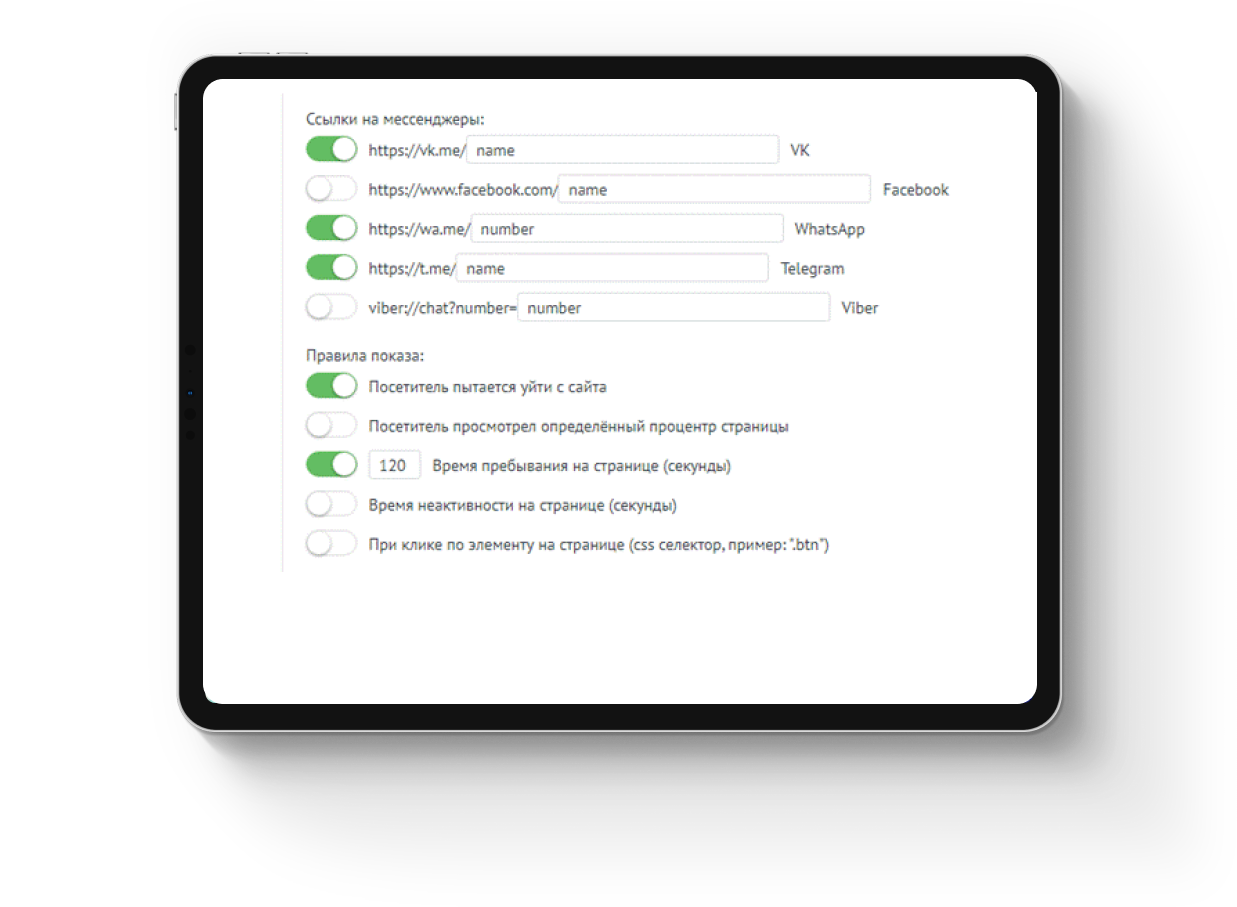 Ссылки на мессенджеры:
https://vk.me/ name VK
https://www.facebook.com/ name Facebook
https://wa.me/ number WhatsApp
https://t.me/ name Telegram
viber://chat?number= number Viber
Правила показа:
Посетитель пытается уйти с сайта
Посетитель просмотрел определённый процентр страницы
120 Время пребывания на странице (секунды)
Время неактивности на странице (секунды)
При клике по элементу на странице (css селектор, пример: ".btn")